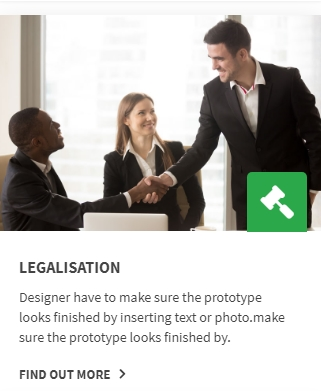 LEGALISATION
Designer have to make sure the prototype
looks finished by inserting text or photo.make
sure the prototype looks finished by.
FIND OUT MORE